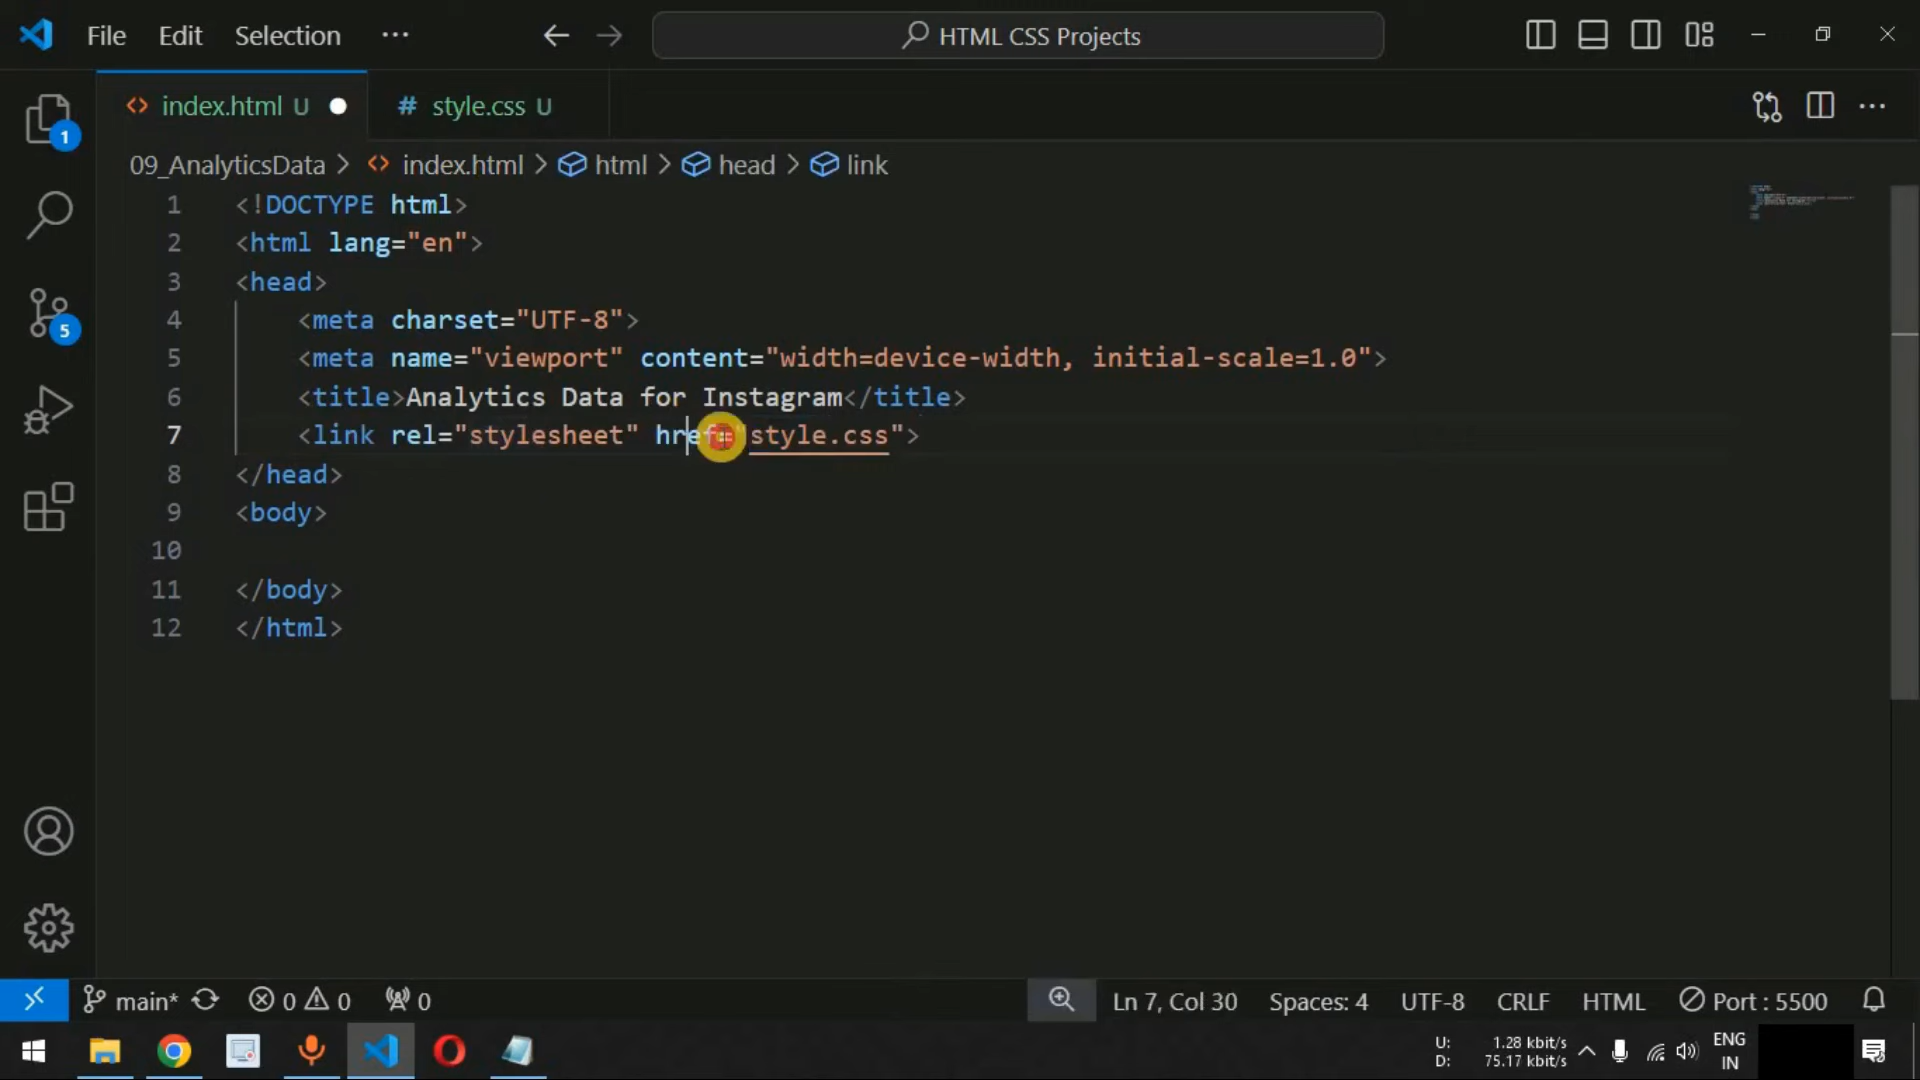 File Edit Selection ··· HTML CSS Projects
index.html U style.css U
09_AnalyticsData > index.html > html > head > link
1 <!DOCTYPE html>
2 <html lang="en">
3 <head>
4 <meta charset="UTF-8">
5 <meta name="viewport" content="width=device-width, initial-scale=1.0">
6 <title>Analytics Data for Instagram</title>
7 <link rel="stylesheet" href="style.css">
8 </head>
9 <body>
10
11 </body>
12 </html>
1
5
main* 0 0 0 Ln 7, Col 30 Spaces: 4 UTF-8 CRLF HTML Port : 5500
U: 1.28 kbit/s
D: 75.17 kbit/s
ENG
IN